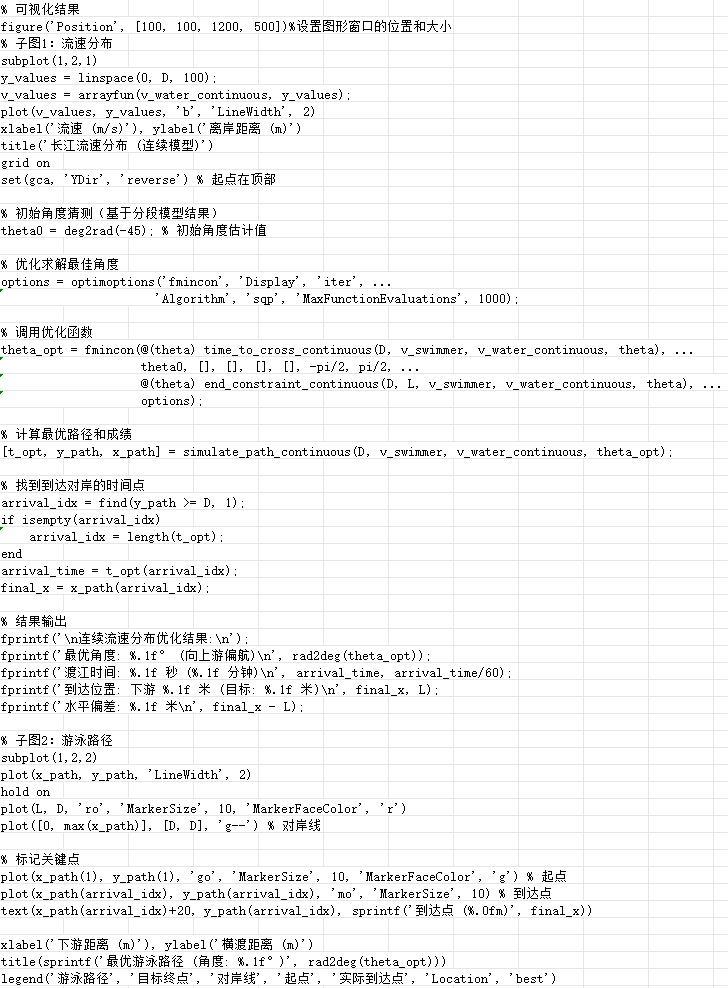 % 可视化结果
figure('Position', [100, 100, 1200, 500])%设置图形窗口的位置和大小
% 子图1：流速分布
subplot(1,2,1)
y_values = linspace(0, D, 100);
v_values = arrayfun(v_water_continuous, y_values);
plot(v_values, y_values, 'b', 'LineWidth', 2)
xlabel('流速 (m/s)'), ylabel('离岸距离 (m)')
title('长江流速分布 (连续模型)')
grid on
set(gca, 'YDir', 'reverse') % 起点在顶部
% 初始角度猜测（基于分段模型结果）
theta0 = deg2rad(-45); % 初始角度估计值
% 优化求解最佳角度
options = optimoptions('fmincon', 'Display', 'iter', ...
'Algorithm', 'sqp', 'MaxFunctionEvaluations', 1000);
% 调用优化函数
theta_opt = fmincon(@(theta) time_to_cross_continuous(D, v_swimmer, v_water_continuous, theta), ...
theta0, [], [], [], [], -pi/2, pi/2, ...
@(theta) end_constraint_continuous(D, L, v_swimmer, v_water_continuous, theta), ...
options);
% 计算最优路径和成绩
[t_opt, y_path, x_path] = simulate_path_continuous(D, v_swimmer, v_water_continuous, theta_opt);
% 找到到达对岸的时间点
arrival_idx = find(y_path >= D, 1);
if isempty(arrival_idx)
arrival_idx = length(t_opt);
end
arrival_time = t_opt(arrival_idx);
final_x = x_path(arrival_idx);
% 结果输出
fprintf('\n连续流速分布优化结果:\n');
fprintf('最优角度: %.1f° (向上游偏航)\n', rad2deg(theta_opt));
fprintf('渡江时间: %.1f 秒 (%.1f 分钟)\n', arrival_time, arrival_time/60);
fprintf('到达位置: 下游 %.1f 米 (目标: %.1f 米)\n', final_x, L);
fprintf('水平偏差: %.1f 米\n', final_x - L);
% 子图2：游泳路径
subplot(1,2,2)
plot(x_path, y_path, 'LineWidth', 2)
hold on
plot(L, D, 'ro', 'MarkerSize', 10, 'MarkerFaceColor', 'r')
plot([0, max(x_path)], [D, D], 'g--') % 对岸线
% 标记关键点
plot(x_path(1), y_path(1), 'go', 'MarkerSize', 10, 'MarkerFaceColor', 'g') % 起点
plot(x_path(arrival_idx), y_path(arrival_idx), 'mo', 'MarkerSize', 10) % 到达点
text(x_path(arrival_idx)+20, y_path(arrival_idx), sprintf('到达点 (%.0fm)', final_x))
xlabel('下游距离 (m)'), ylabel('横渡距离 (m)')
title(sprintf('最优游泳路径 (角度: %.1f°)', rad2deg(theta_opt)))
legend('游泳路径', '目标终点', '对岸线', '起点', '实际到达点', 'Location', 'best')